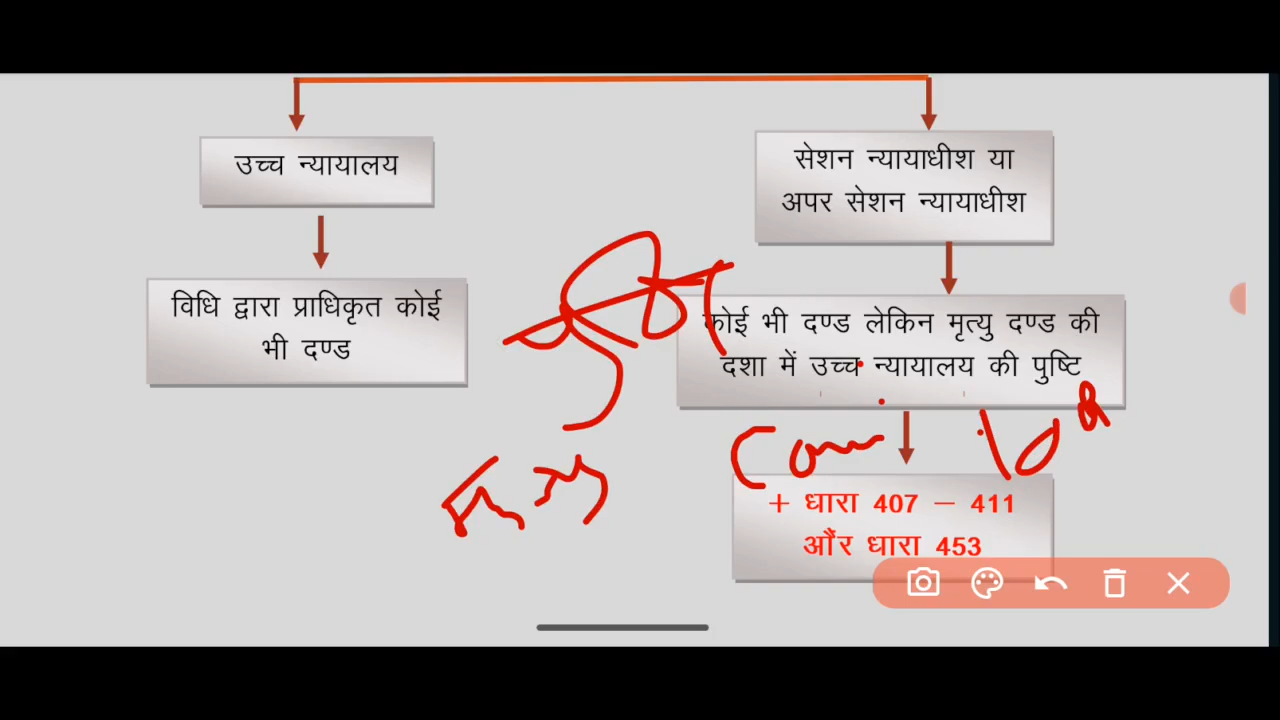 उच्च न्यायालय
विधि द्वारा प्राधिकृत कोई
भी दण्ड
सेशन न्यायाधीश या
अपर सेशन न्यायाधीश
कोई भी दण्ड लेकिन मृत्यु दण्ड की
दशा में उच्च न्यायालय की पुष्टि
+ धारा 407 – 411
और धारा 453